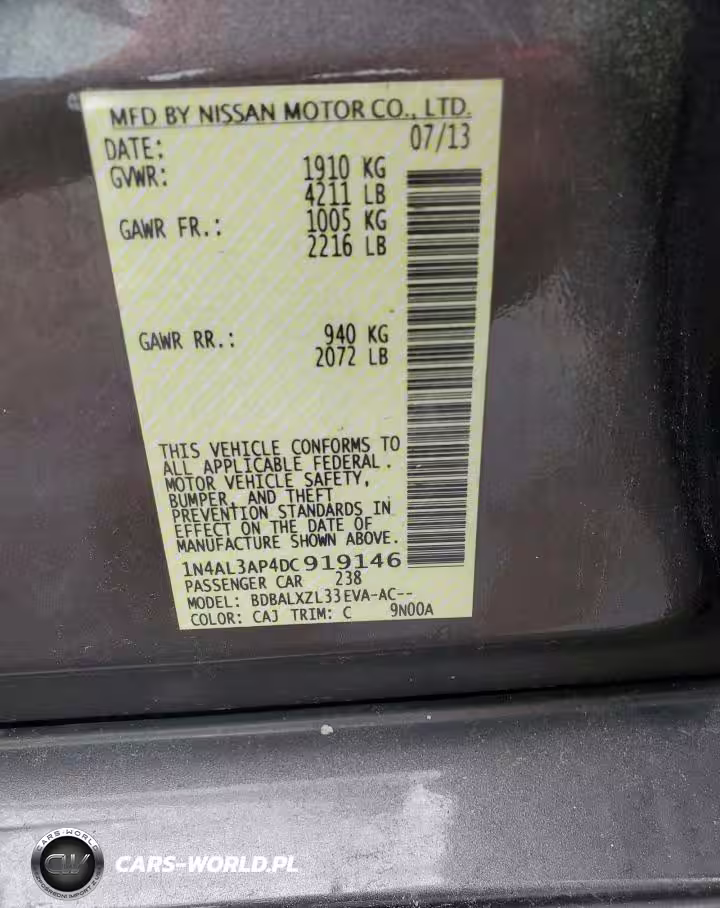 MFD BY NISSAN MOTOR CO., LTD.
DATE: 07/13
GVWR: 1910 KG
4211 LB
GAWR FR.: 1005 KG
2216 LB
GAWR RR.: 940 KG
2072 LB
THIS VEHICLE CONFORMS TO
ALL APPLICABLE FEDERAL.
MOTOR VEHICLE SAFETY,
BUMPER, AND THEFT
PREVENTION STANDARDS IN
EFFECT ON THE DATE OF
MANUFACTURE SHOWN ABOVE.
1N4AL3AP4DC919146
PASSENGER CAR 238
MODEL: BDBALXZL33EVA-AC--
COLOR: CAJ TRIM: C 9N00A
CARS-WORLD
CW
CARS-WORLD.PL